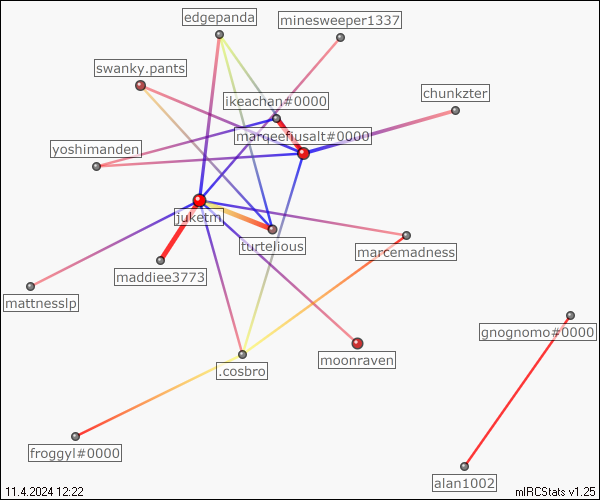 edgepanda
minesweeper1337
swanky.pants
ikeachan#0000
chunkzter
marqeefiusalt#0000
yoshimanden
juketm
turtelious
marcemadness
maddiee3773
mattnesslp
gnognomo#0000
moonraven
.cosbro
froggyl#0000
alan1002
11.4.2024 12:22
mIRCStats v1.25